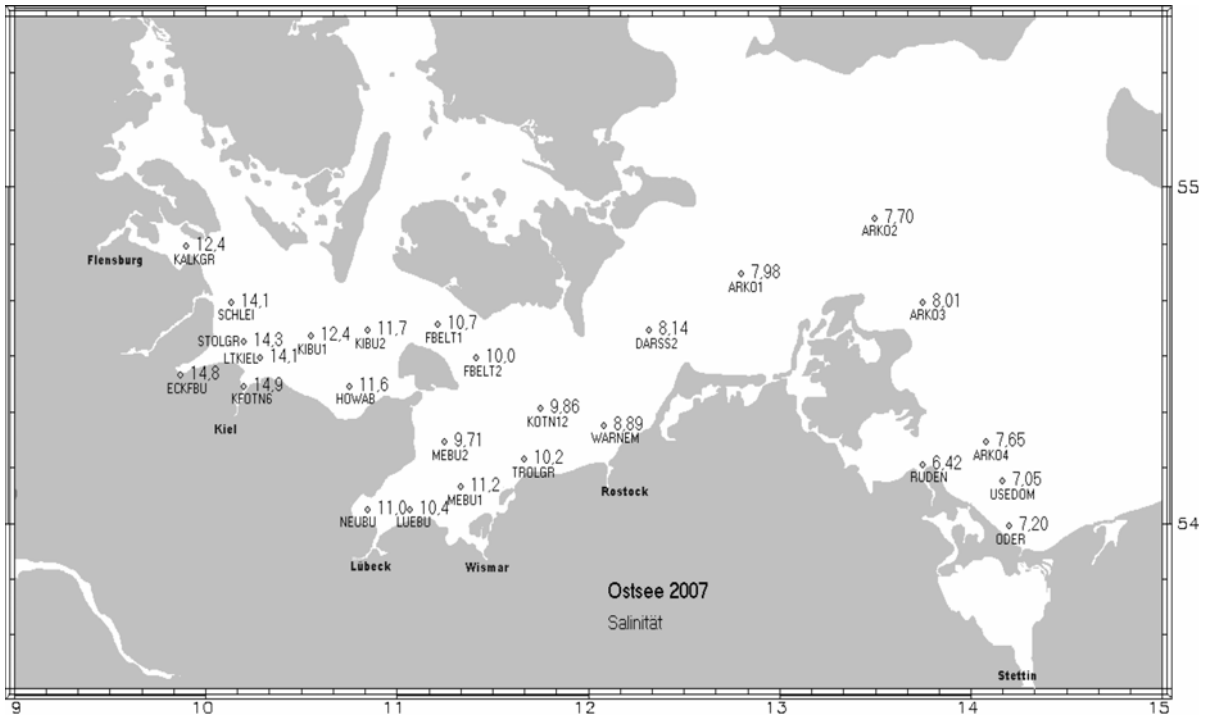 55
7,70
ARKO2
12,4
Flensburg
KALKGR
7,98
ARKO1
14,1
SCHLEI
8,01
ARKO3
10,7
FBELT1
11,7
KIBU2
12,4
KIBU1
8,14
DARSS2
STOLGR 14,3
LTKIEL 14,1
10,0
FBELT2
14,8
ECKFBU
14,9
KFOTN6
11,6
HOWAB
Kiel
9,86
KOTN12
8,89
WARNEM
9,71
MEBU2
7,65
ARKO4
10,2
TROLGR
6,42
RUDEN
7,05
USEDOM
11,2
MEBU1
Rostock
11,0
NEUBU
10,4
LUEBU
7,20
ODER
54
Lübeck
Wismar
Ostsee 2007
Salinität
Stettin
9 10 11 12 13 14 15